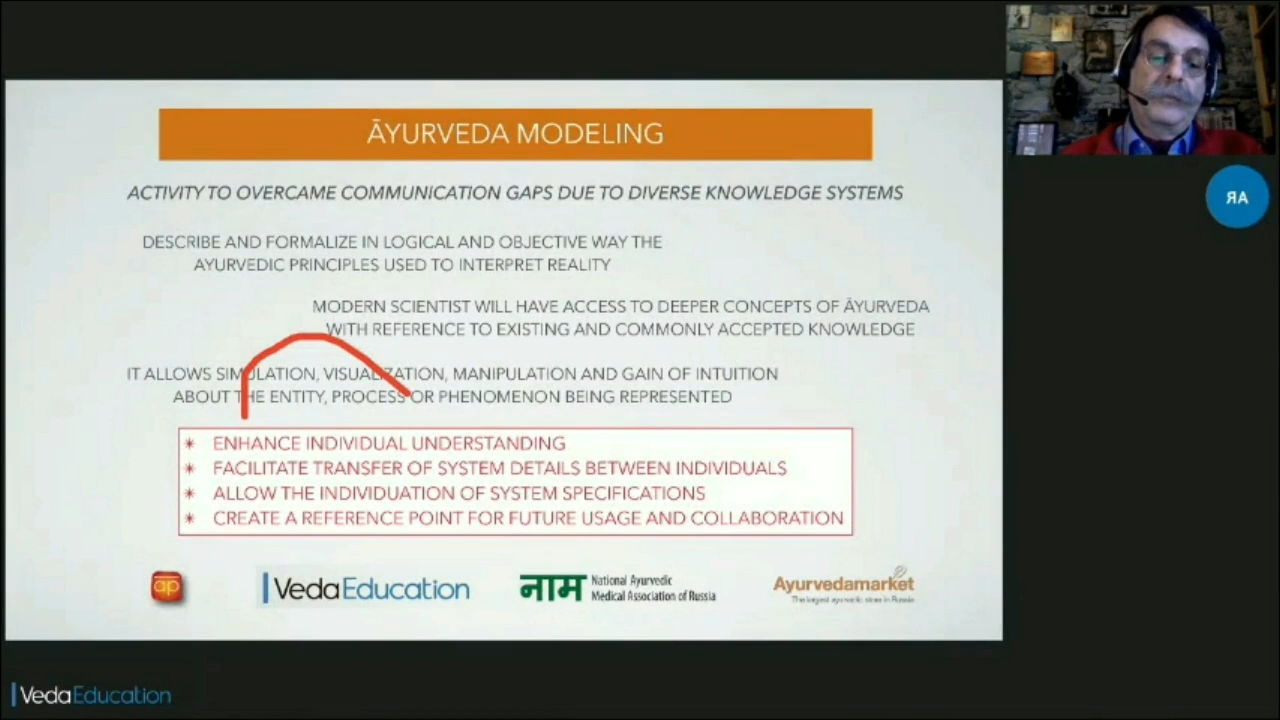 ĀYURVEDA MODELING
ACTIVITY TO OVERCAME COMMUNICATION GAPS DUE TO DIVERSE KNOWLEDGE SYSTEMS
DESCRIBE AND FORMALIZE IN LOGICAL AND OBJECTIVE WAY THE
AYURVEDIC PRINCIPLES USED TO INTERPRET REALITY
MODERN SCIENTIST WILL HAVE ACCESS TO DEEPER CONCEPTS OF ĀYURVEDA
WITH REFERENCE TO EXISTING AND COMMONLY ACCEPTED KNOWLEDGE
IT ALLOWS SIMULATION, VISUALIZATION, MANIPULATION AND GAIN OF INTUITION
ABOUT THE ENTITY, PROCESS OR PHENOMENON BEING REPRESENTED
* ENHANCE INDIVIDUAL UNDERSTANDING
* FACILITATE TRANSFER OF SYSTEM DETAILS BETWEEN INDIVIDUALS
* ALLOW THE INDIVIDUATION OF SYSTEM SPECIFICATIONS
* CREATE A REFERENCE POINT FOR FUTURE USAGE AND COLLABORATION
ap
VedaEducation
नाम
National Ayurvedic
Medical Association of Russia
Ayurvedamarket
The largest ayurvedic store in Russia
ЯА
VedaEducation